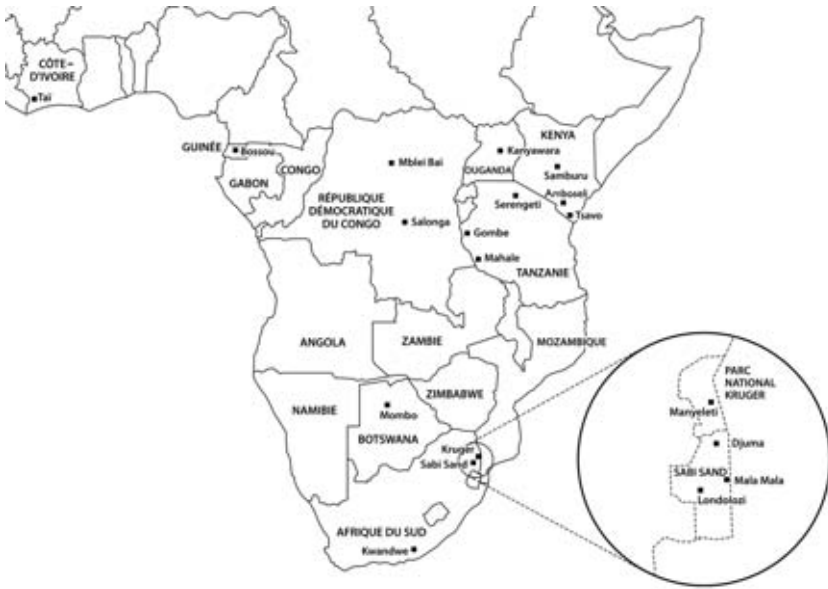 CÔTE-
D'IVOIRE
Taï
GUINÉE
Bossou
GABON
CONGO
Mblei Bai
RÉPUBLIQUE
DÉMOCRATIQUE
DU CONGO
Salonga
KENYA
Kanyawara
OUGANDA
Samburu
Amboseli
Serengeti
Tsavo
Gombe
Mahale
TANZANIE
ANGOLA
ZAMBIE
MOZAMBIQUE
NAMIBIE
ZIMBABWE
Mombo
BOTSWANA
Kruger
Sabi Sand
AFRIQUE DU SUD
Kwandwe
PARC
NATIONAL
KRUGER
Manyeleti
Djuma
SABI SAND
Mala Mala
Londolozi